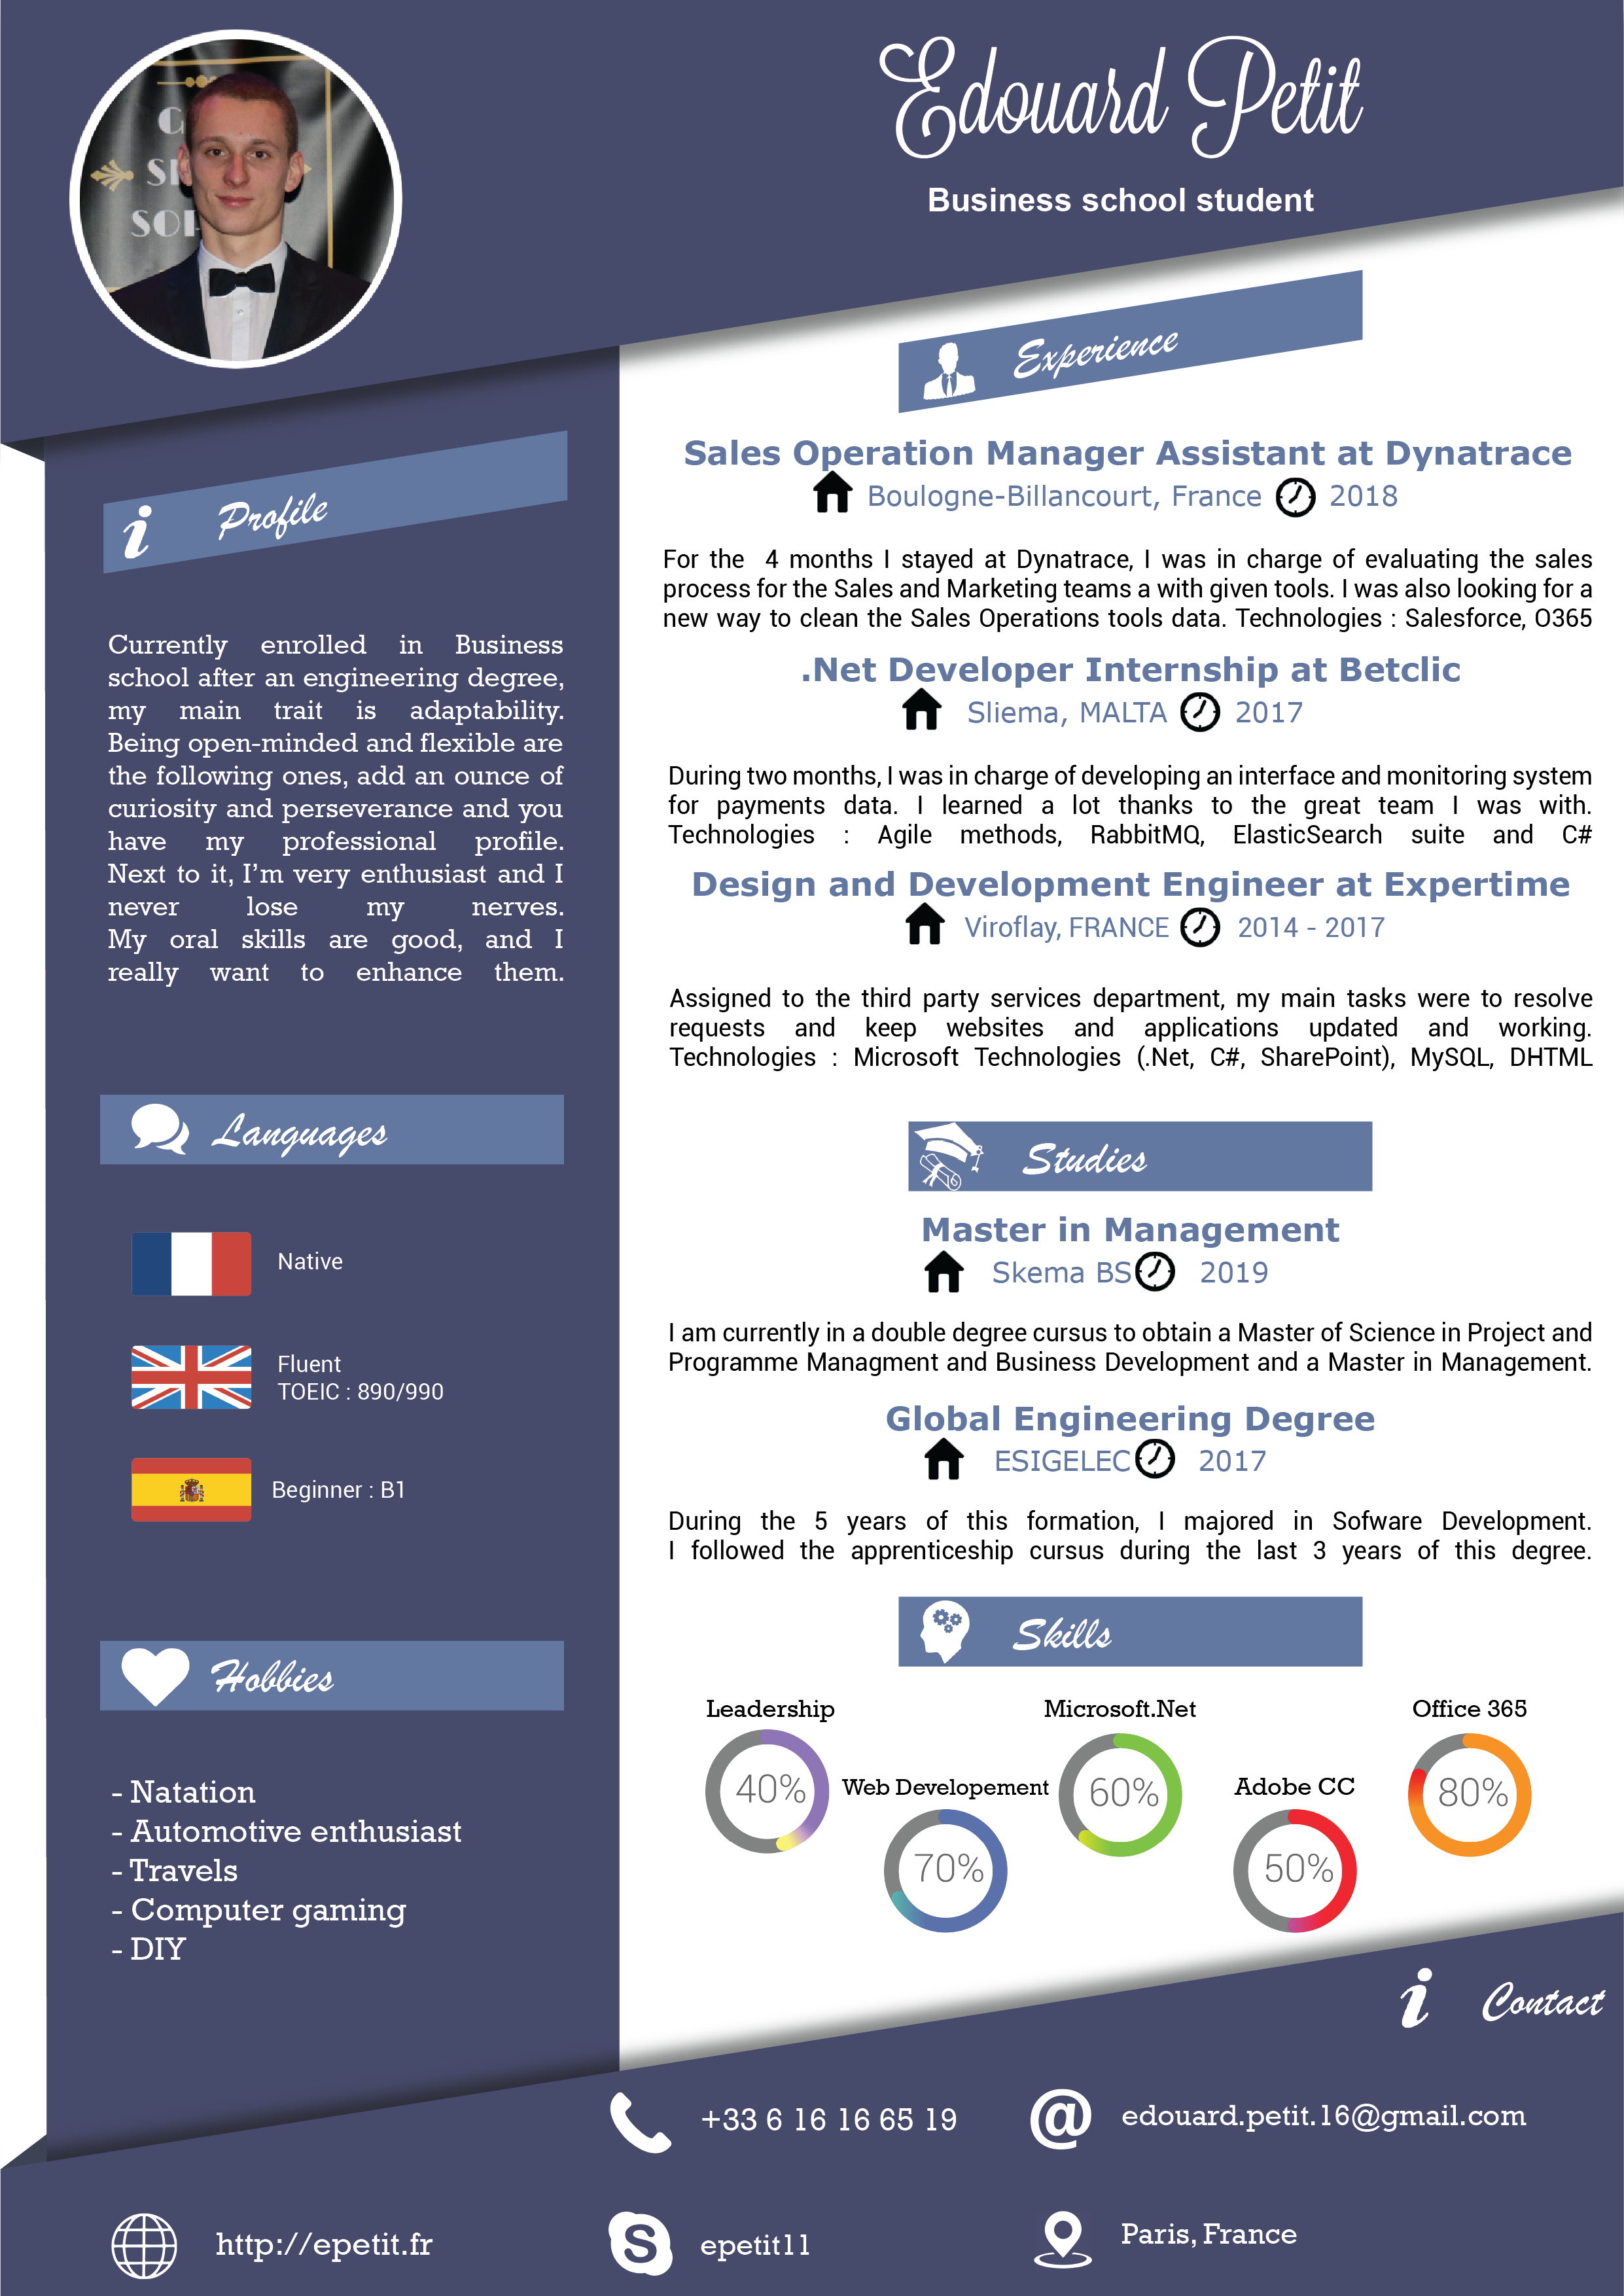 Edouard Petit
Business school student
Profile
Currently enrolled in Business
school after an engineering degree,
my main trait is adaptability.
Being open-minded and flexible are
the following ones, add an ounce of
curiosity and perseverance and you
have my professional profile.
Next to it, I'm very enthusiast and I
never lose my nerves.
My oral skills are good, and I
really want to enhance them.
Languages
Native
Fluent
TOEIC : 890/990
Beginner : B1
Hobbies
- Natation
- Automotive enthusiast
- Travels
- Computer gaming
- DIY
Experience
Sales Operation Manager Assistant at Dynatrace
Boulogne-Billancourt, France 2018
For the 4 months I stayed at Dynatrace, I was in charge of evaluating the sales
process for the Sales and Marketing teams a with given tools. I was also looking for a
new way to clean the Sales Operations tools data. Technologies : Salesforce, O365
.Net Developer Internship at Betclic
Sliema, MALTA 2017
During two months, I was in charge of developing an interface and monitoring system
for payments data. I learned a lot thanks to the great team I was with.
Technologies : Agile methods, RabbitMQ, ElasticSearch suite and C#
Design and Development Engineer at Expertime
Viroflay, FRANCE 2014 - 2017
Assigned to the third party services department, my main tasks were to resolve
requests and keep websites and applications updated and working.
Technologies : Microsoft Technologies (.Net, C#, SharePoint), MySQL, DHTML
Studies
Master in Management
Skema BS 2019
I am currently in a double degree cursus to obtain a Master of Science in Project and
Programme Managment and Business Development and a Master in Management.
Global Engineering Degree
ESIGELEC 2017
During the 5 years of this formation, I majored in Sofware Development.
I followed the apprenticeship cursus during the last 3 years of this degree.
Skills
Leadership
40%
Web Developement
70%
Microsoft.Net
60%
Adobe CC
50%
Office 365
80%
Contact
+33 6 16 16 65 19
edouard.petit.16@gmail.com
http://epetit.fr
epetit11
Paris, France